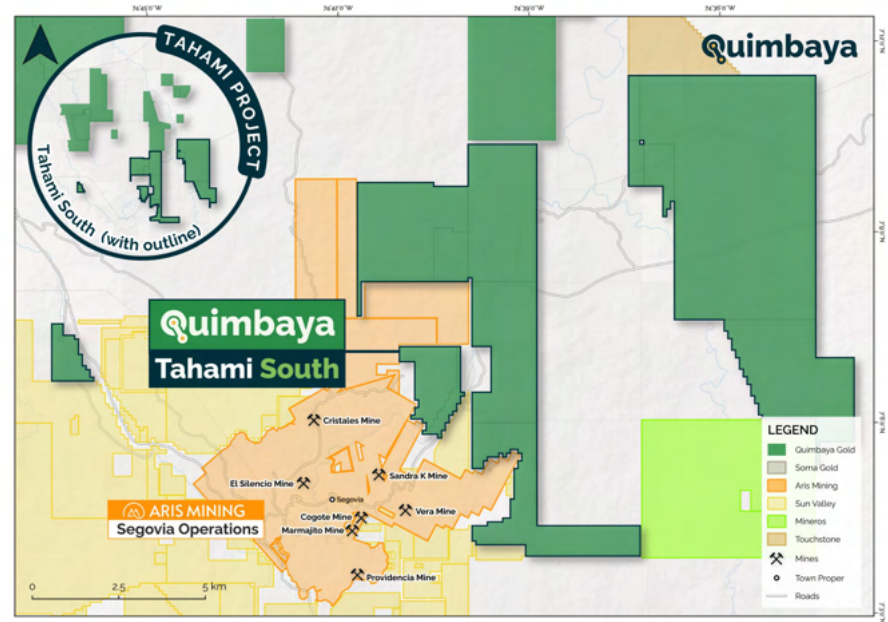 Quimbaya
TAHAMI PROJECT
Tahami South (with outline)
Quimbaya
Tahami South
Cristales Mine
Sandra K Mine
El Silencio Mine
Segovia
Vera Mine
Cogote Mine
Marmajito Mine
Providencia Mine
ARIS MINING
Segovia Operations
0 2.5 5 km
LEGEND
Quimbaya Gold
Soma Gold
Aris Mining
Sun Valley
Mineros
Touchstone
Mines
Town Proper
Roads